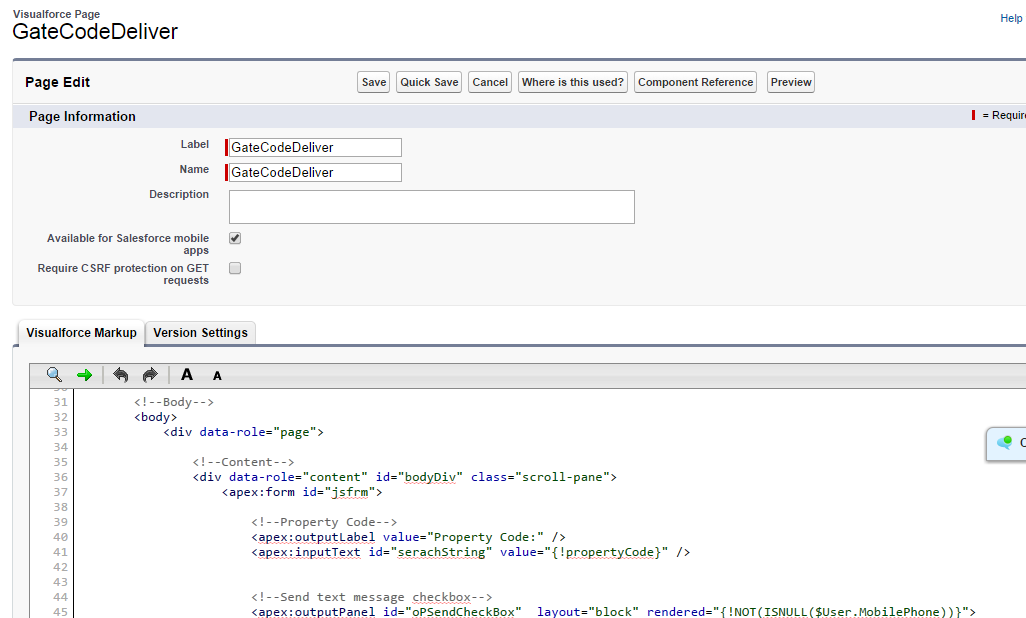 Visualforce Page
GateCodeDeliver
Help
Page Edit
Save Quick Save Cancel Where is this used? Component Reference Preview
Page Information
= Requir
Label GateCodeDeliver
Name GateCodeDeliver
Description
Available for Salesforce mobile
apps
Require CSRF protection on GET
requests
Visualforce Markup Version Settings
A A
31 <!--Body-->
32 <body>
33 <div data-role="page">
34
35 <!--Content-->
36 <div data-role="content" id="bodyDiv" class="scroll-pane">
37 <apex:form id="jsfrm">
38
39 <!--Property Code-->
40 <apex:outputLabel value="Property Code:" />
41 <apex:inputText id="serachString" value="{!propertyCode}" />
42
43
44 <!--Send text message checkbox-->
45 <apex:outputPanel id="oPSendCheckBox"  layout="block" rendered="{!NOT(ISNULL($User.MobilePhone))}">